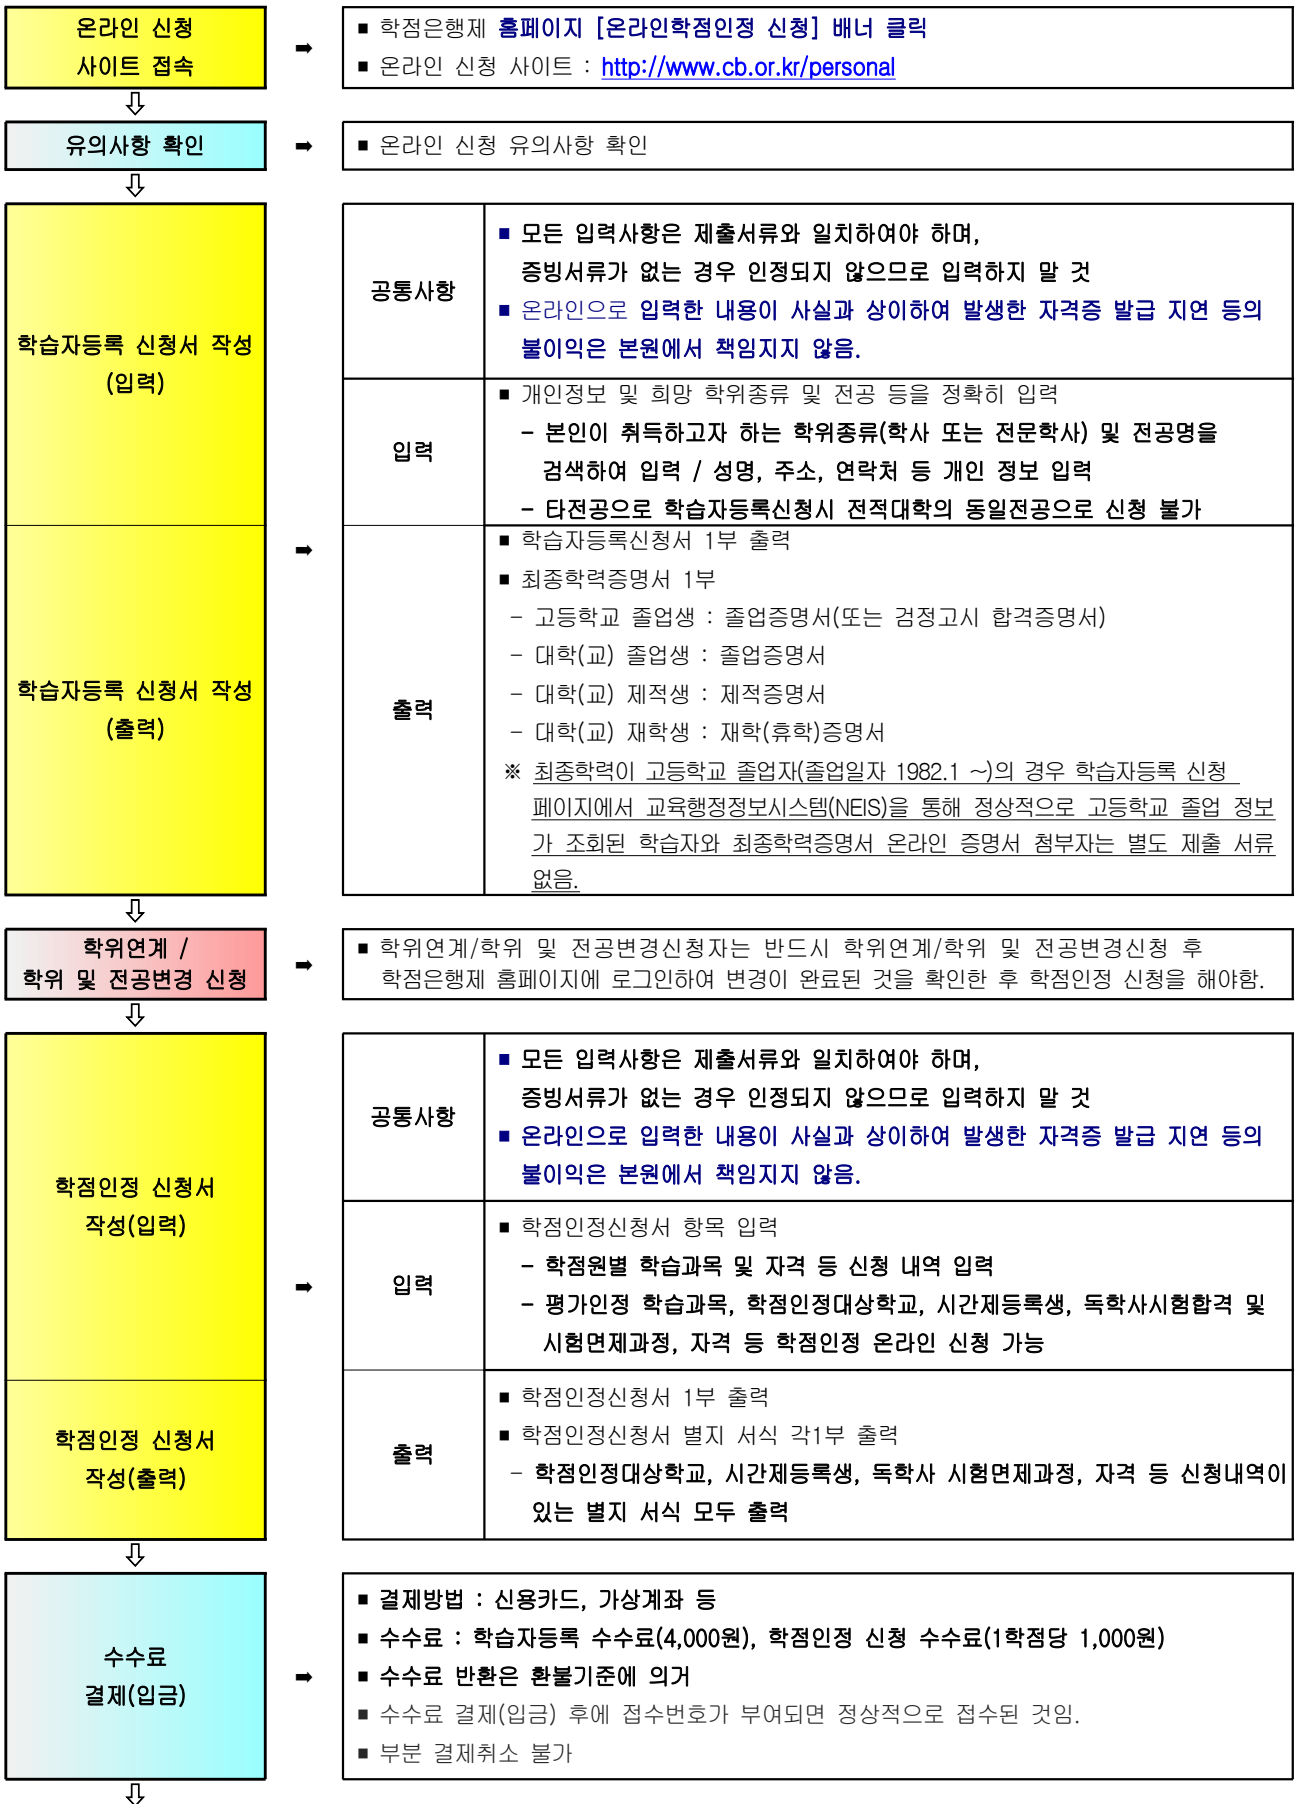 온라인 신청
사이트 접속
➡
■ 학점은행제 홈페이지 [온라인학점인정 신청] 배너 클릭
■ 온라인 신청 사이트 : http://www.cb.or.kr/personal
유의사항 확인
➡
■ 온라인 신청 유의사항 확인
학습자등록 신청서 작성
(입력)
학습자등록 신청서 작성
(출력)
➡
공통사항
■ 모든 입력사항은 제출서류와 일치하여야 하며,
증빙서류가 없는 경우 인정되지 않으므로 입력하지 말 것
■ 온라인으로 입력한 내용이 사실과 상이하여 발생한 자격증 발급 지연 등의
불이익은 본원에서 책임지지 않음.
입력
■ 개인정보 및 희망 학위종류 및 전공 등을 정확히 입력
- 본인이 취득하고자 하는 학위종류(학사 또는 전문학사) 및 전공명을
검색하여 입력 / 성명, 주소, 연락처 등 개인 정보 입력
- 타전공으로 학습자등록신청시 전적대학의 동일전공으로 신청 불가
출력
■ 학습자등록신청서 1부 출력
■ 최종학력증명서 1부
- 고등학교 졸업생 : 졸업증명서(또는 검정고시 합격증명서)
- 대학(교) 졸업생 : 졸업증명서
- 대학(교) 제적생 : 제적증명서
- 대학(교) 재학생 : 재학(휴학)증명서
※ 최종학력이 고등학교 졸업자(졸업일자 1982.1 ~)의 경우 학습자등록 신청
페이지에서 교육행정정보시스템(NEIS)을 통해 정상적으로 고등학교 졸업 정보
가 조회된 학습자와 최종학력증명서 온라인 증명서 첨부자는 별도 제출 서류
없음.
학위연계 /
학위 및 전공변경 신청
➡
■ 학위연계/학위 및 전공변경신청자는 반드시 학위연계/학위 및 전공변경신청 후
학점은행제 홈페이지에 로그인하여 변경이 완료된 것을 확인한 후 학점인정 신청을 해야함.
학점인정 신청서
작성(입력)
학점인정 신청서
작성(출력)
➡
공통사항
■ 모든 입력사항은 제출서류와 일치하여야 하며,
증빙서류가 없는 경우 인정되지 않으므로 입력하지 말 것
■ 온라인으로 입력한 내용이 사실과 상이하여 발생한 자격증 발급 지연 등의
불이익은 본원에서 책임지지 않음.
입력
■ 학점인정신청서 항목 입력
- 학점원별 학습과목 및 자격 등 신청 내역 입력
- 평가인정 학습과목, 학점인정대상학교, 시간제등록생, 독학사시험합격 및
시험면제과정, 자격 등 학점인정 온라인 신청 가능
출력
■ 학점인정신청서 1부 출력
■ 학점인정신청서 별지 서식 각1부 출력
- 학점인정대상학교, 시간제등록생, 독학사 시험면제과정, 자격 등 신청내역이
있는 별지 서식 모두 출력
수수료
결제(입금)
➡
■ 결제방법 : 신용카드, 가상계좌 등
■ 수수료 : 학습자등록 수수료(4,000원), 학점인정 신청 수수료(1학점당 1,000원)
■ 수수료 반환은 환불기준에 의거
■ 수수료 결제(입금) 후에 접수번호가 부여되면 정상적으로 접수된 것임.
■ 부분 결제취소 불가